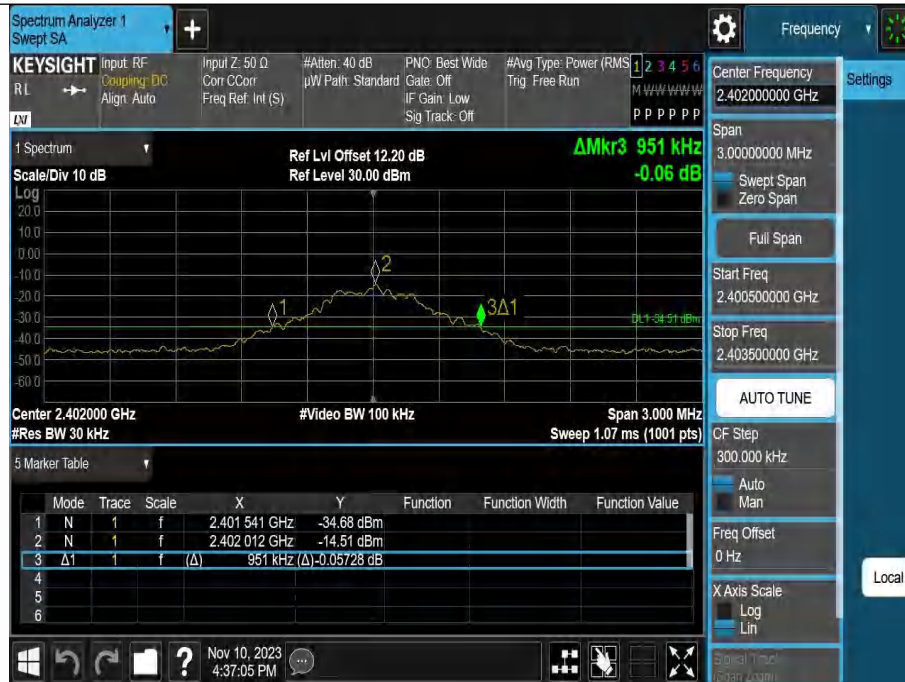 Spectrum Analyzer 1
Swept SA
Frequency
KEYSIGHT
RL
LXI
Input: RF
Coupling: DC
Align: Auto
Input Z: 50 Ω
Corr CCorr
Freq Ref: Int (S)
#Atten: 40 dB
µW Path: Standard
PNO: Best Wide
Gate: Off
IF Gain: Low
Sig Track: Off
#Avg Type: Power (RMS
Trig: Free Run
1 2 3 4 5 6
M W W W W W
P P P P P P
1 Spectrum
Scale/Div 10 dB
Ref Lvl Offset 12.20 dB
Ref Level 30.00 dBm
ΔMkr3 951 kHz
-0.06 dB
Log
20.0
10.0
0.00
-10.0
-20.0
-30.0
-40.0
-50.0
-60.0
1
2
3Δ1
DL1 -34.51 dBm
Center 2.402000 GHz
#Res BW 30 kHz
#Video BW 100 kHz
Span 3.000 MHz
Sweep 1.07 ms (1001 pts)
5 Marker Table
Mode Trace Scale X Y Function Function Width Function Value
1 N 1 f 2.401 541 GHz -34.68 dBm
2 N 1 f 2.402 012 GHz -14.51 dBm
3 Δ1 1 f (Δ) 951 kHz (Δ) -0.05728 dB
4
5
6
Nov 10, 2023
4:37:05 PM
Center Frequency
2.402000000 GHz
Settings
Span
3.00000000 MHz
Swept Span
Zero Span
Full Span
Start Freq
2.400500000 GHz
Stop Freq
2.403500000 GHz
AUTO TUNE
CF Step
300.000 kHz
Auto
Man
Freq Offset
0 Hz
Local
X Axis Scale
Log
Lin
Signal Track
(Span Zoom)